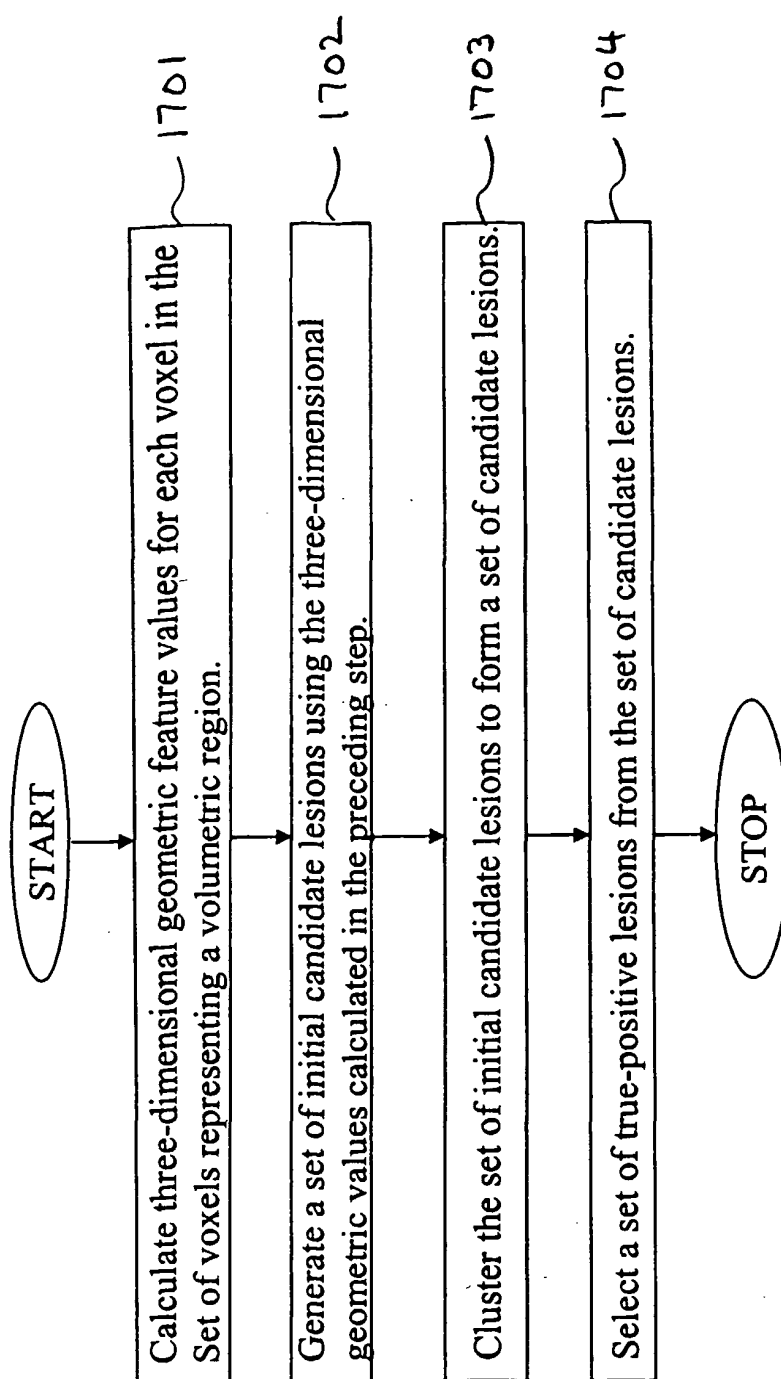 START
Calculate three-dimensional geometric feature values for each voxel in the
Set of voxels representing a volumetric region.
1701
Generate a set of initial candidate lesions using the three-dimensional
geometric values calculated in the preceding step.
1702
Cluster the set of initial candidate lesions to form a set of candidate lesions.
1703
Select a set of true-positive lesions from the set of candidate lesions.
1704
STOP